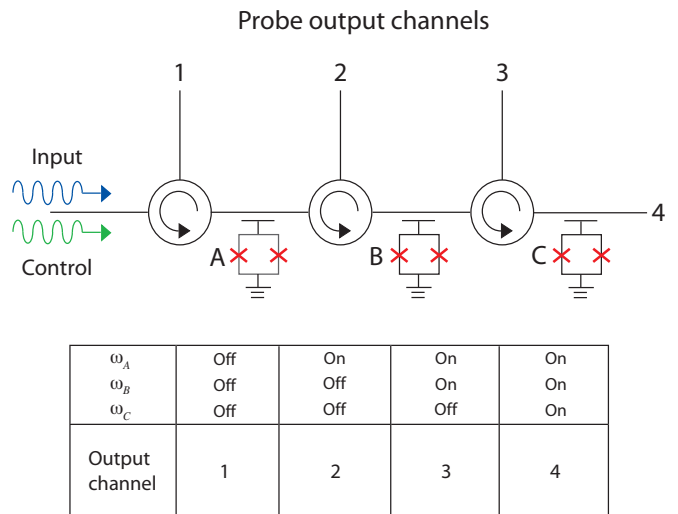 Probe output channels
1 2 3
Input
4
Control
A B C
ω_A Off On On On
ω_B Off Off On On
ω_C Off Off Off On
Output channel 1 2 3 4